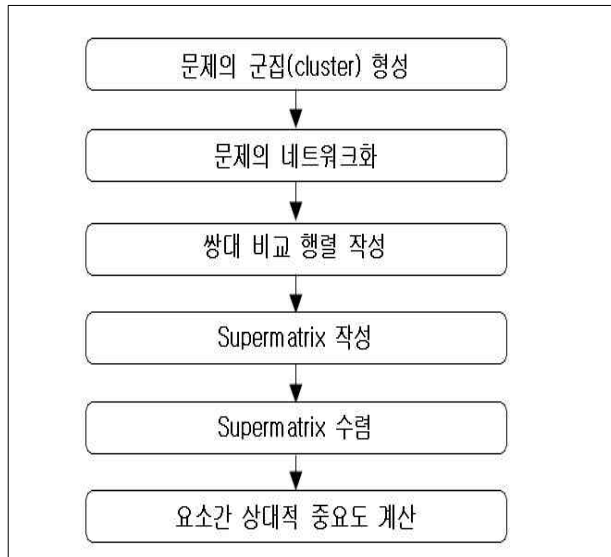 문제의 군집(cluster) 형성
문제의 네트워크화
쌍대 비교 행렬 작성
Supermatrix 작성
Supermatrix 수렴
요소간 상대적 중요도 계산